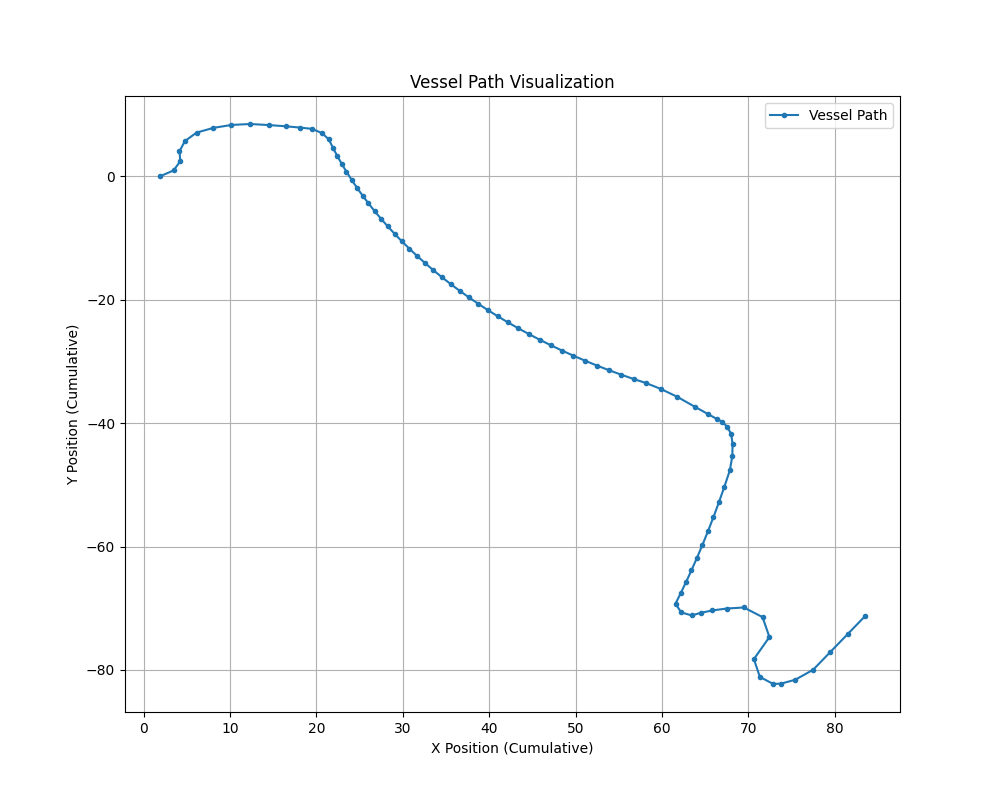 Vessel Path Visualization
Vessel Path
0
−20
−40
−60
−80
Y Position (Cumulative)
0 10 20 30 40 50 60 70 80
X Position (Cumulative)